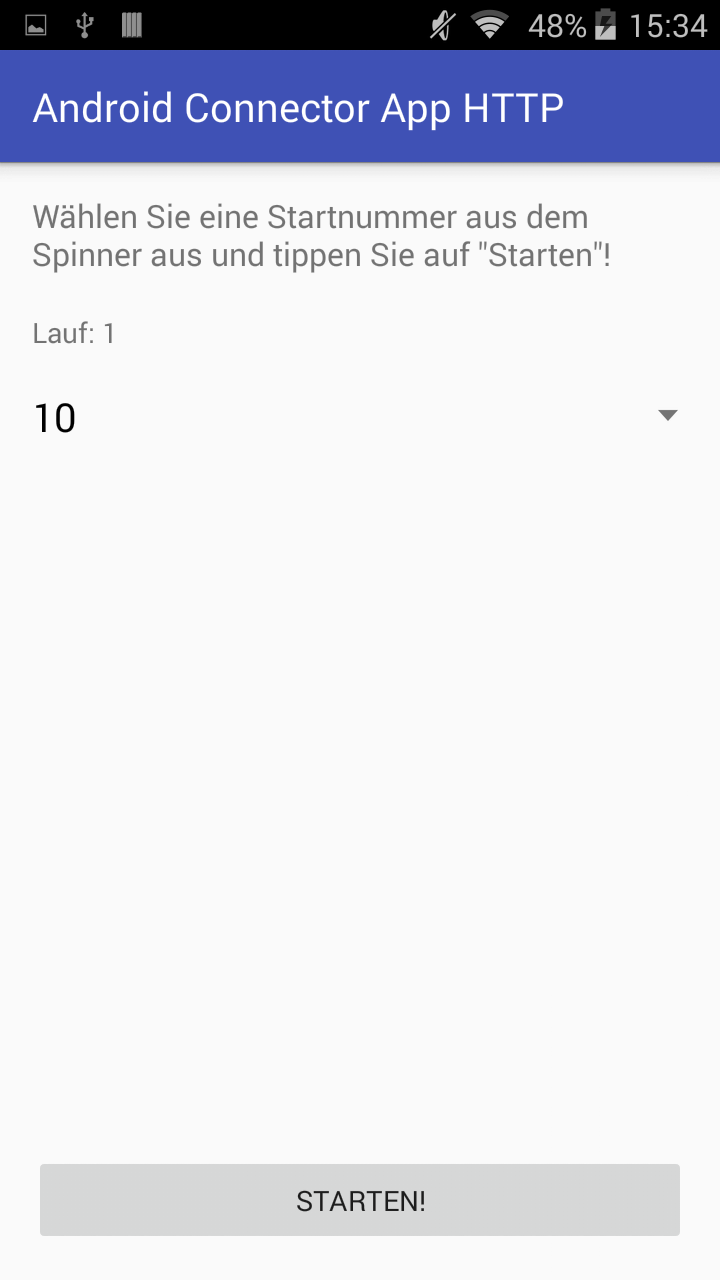 48% 15:34
Android Connector App HTTP
Wählen Sie eine Startnummer aus dem
Spinner aus und tippen Sie auf "Starten"!
Lauf: 1
10
STARTEN!